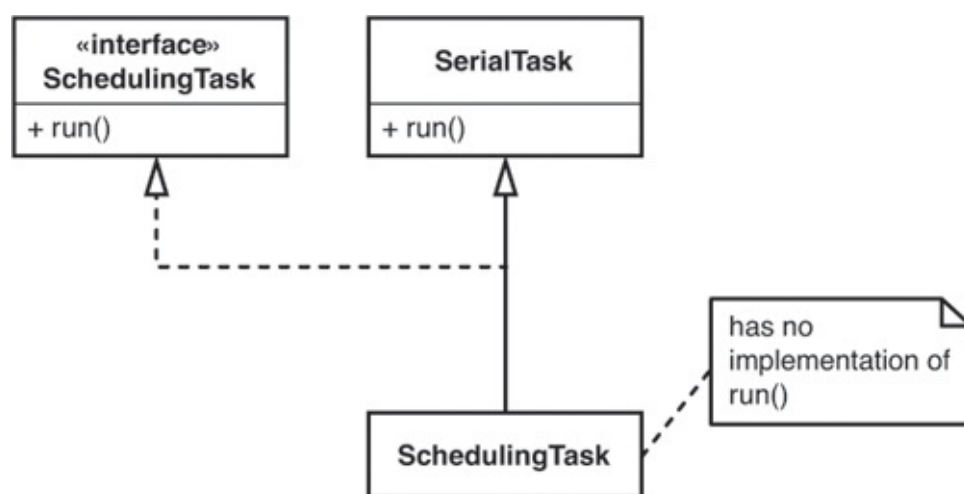 «interface»
SchedulingTask
+ run()
SerialTask
+ run()
has no
implementation of
run()
SchedulingTask